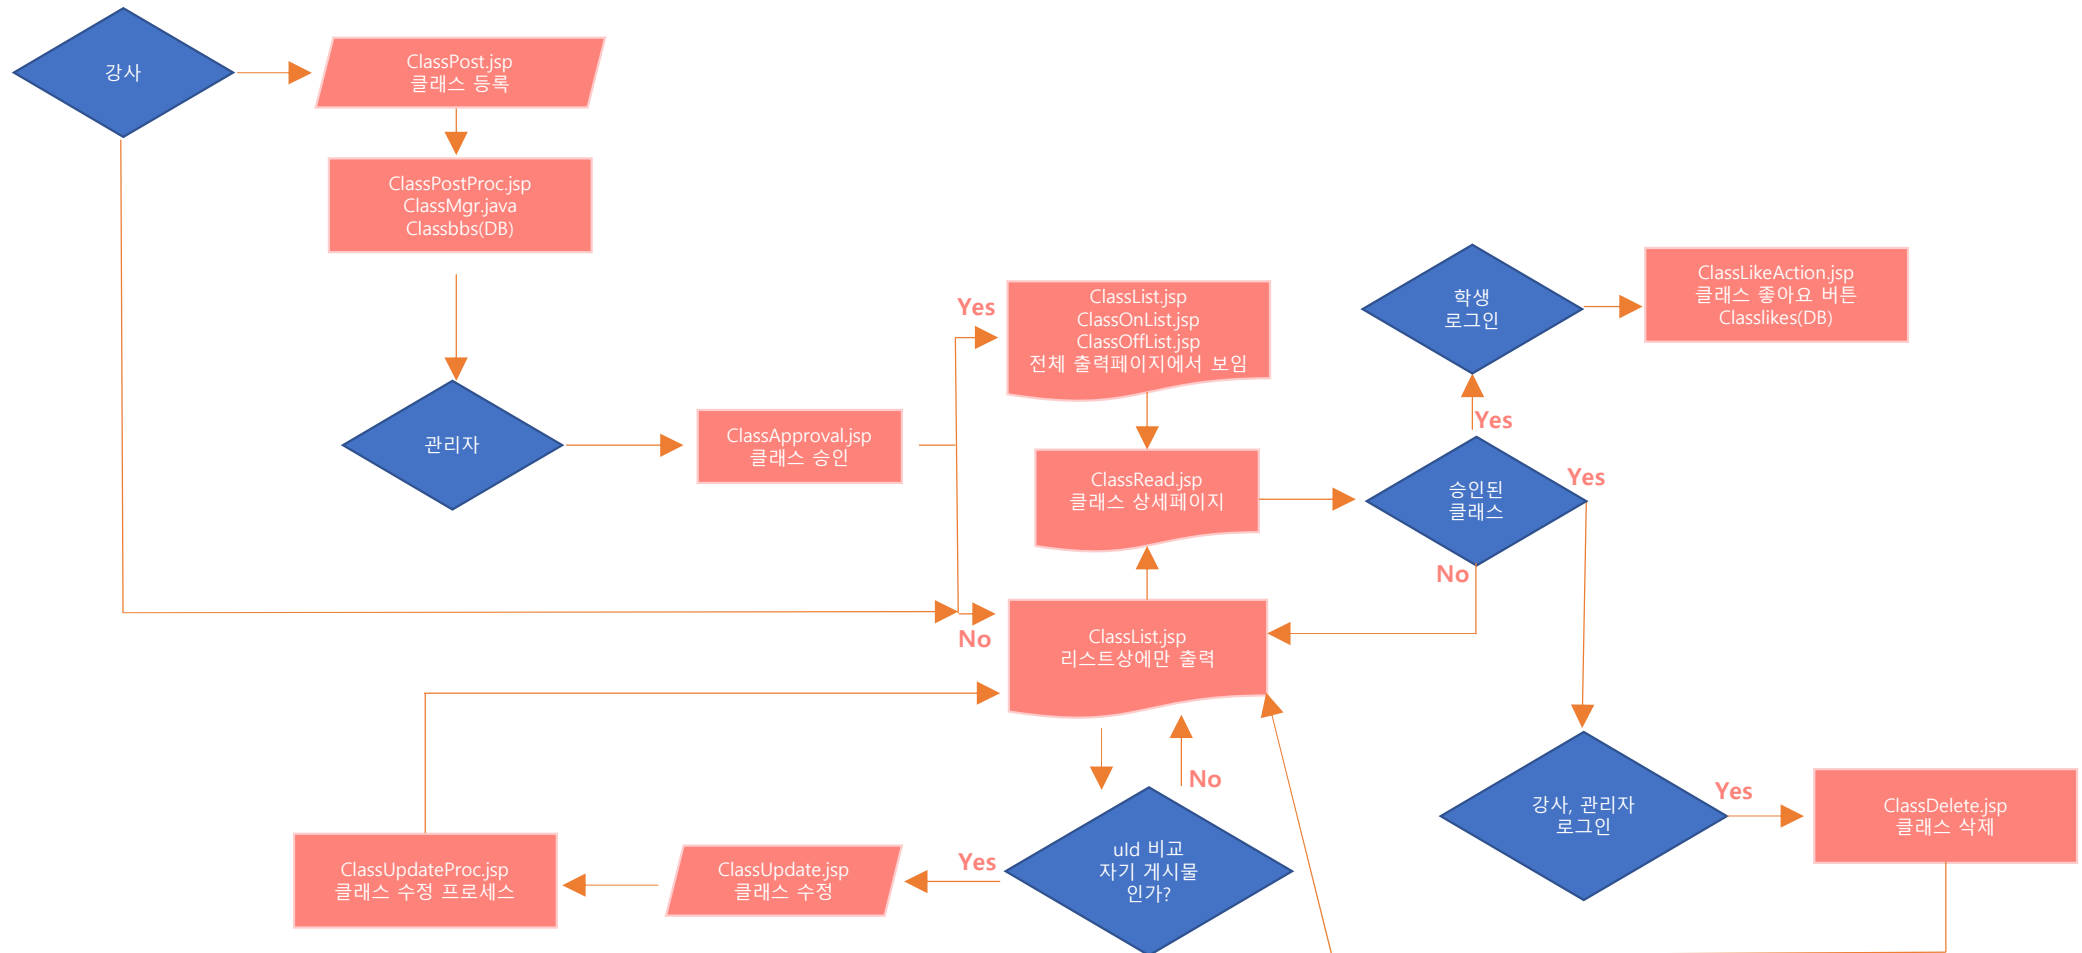 강사
ClassPost.jsp
클래스 등록
ClassPostProc.jsp
ClassMgr.java
Classbbs(DB)
관리자
ClassApproval.jsp
클래스 승인
Yes
No
ClassList.jsp
ClassOnList.jsp
ClassOffList.jsp
전체 출력페이지에서 보임
ClassRead.jsp
클래스 상세페이지
승인된
클래스
Yes
Yes
No
학생
로그인
ClassLikeAction.jsp
클래스 좋아요 버튼
Classlikes(DB)
ClassList.jsp
리스트상에만 출력
No
uId 비교
자기 게시물
인가?
Yes
ClassUpdate.jsp
클래스 수정
ClassUpdateProc.jsp
클래스 수정 프로세스
강사, 관리자
로그인
Yes
ClassDelete.jsp
클래스 삭제